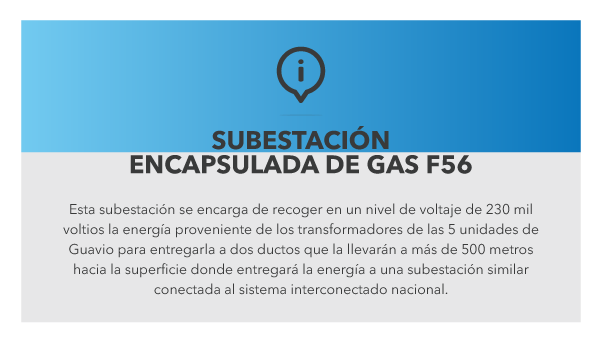 SUBESTACIÓN
ENCAPSULADA DE GAS F56
Esta subestación se encarga de recoger en un nivel de voltaje de 230 mil
voltios la energía proveniente de los transformadores de las 5 unidades de
Guavio para entregarla a dos ductos que la llevarán a más de 500 metros
hacia la superficie donde entregará la energía a una subestación similar
conectada al sistema interconectado nacional.